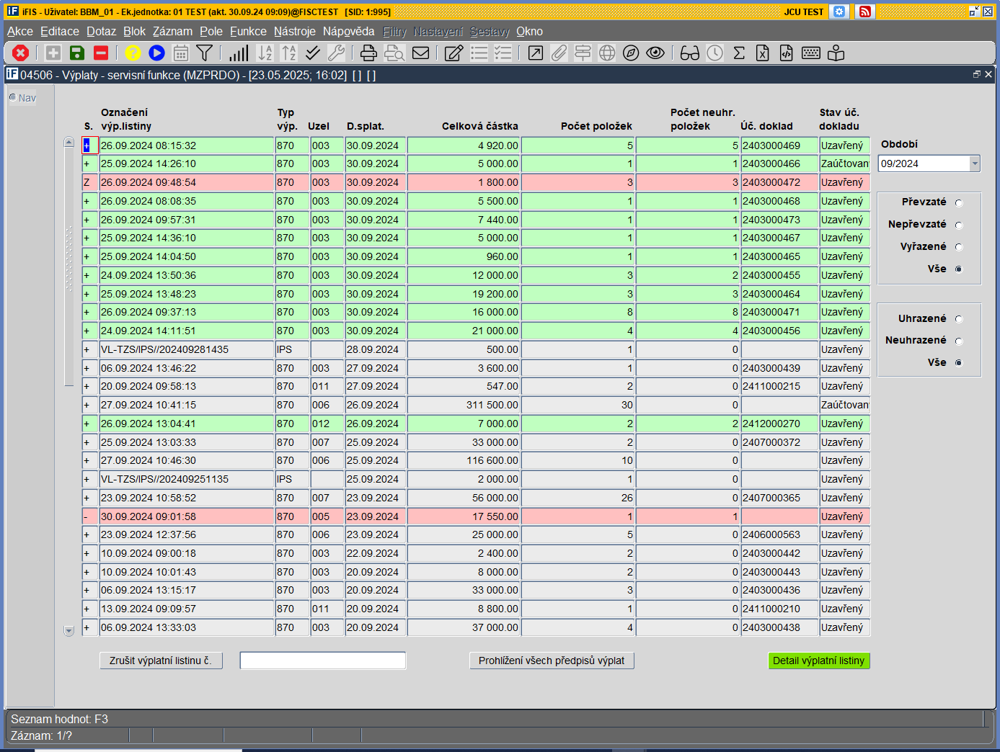 iF iFIS - Uživatel: BBM_01 - Ek.jednotka: 01 TEST (akt. 30.09.24 09:09)@FISCTEST [SID: 1:995] JCU TEST
Akce Editace Dotaz Blok Záznam Pole Funkce Nástroje Nápověda Filtry Nastavení Sestavy Okno
iF 04506 - Výplaty - servisní funkce (MZPRDO) - [23.05.2025; 16:02] [ ] [ ]
Nav
Označení Typ Počet neuhr. Stav úč.
S. výp.listiny výp. Uzel D.splat. Celková částka Počet položek položek Úč. doklad dokladu
+ 26.09.2024 08:15:32 870 003 30.09.2024 4 920.00 5 5 2403000469 Uzavřený
+ 25.09.2024 14:26:10 870 003 30.09.2024 5 000.00 1 1 2403000466 Zaúčtovan
Z 26.09.2024 09:48:54 870 003 30.09.2024 1 800.00 3 3 2403000472 Uzavřený
+ 26.09.2024 08:08:35 870 003 30.09.2024 5 500.00 1 1 2403000468 Uzavřený
+ 26.09.2024 09:57:31 870 003 30.09.2024 7 440.00 1 1 2403000473 Uzavřený
+ 25.09.2024 14:36:10 870 003 30.09.2024 5 000.00 1 1 2403000467 Uzavřený
+ 25.09.2024 14:04:50 870 003 30.09.2024 960.00 1 1 2403000465 Uzavřený
+ 24.09.2024 13:50:36 870 003 30.09.2024 12 000.00 3 2 2403000455 Uzavřený
+ 25.09.2024 13:48:23 870 003 30.09.2024 19 200.00 3 3 2403000464 Uzavřený
+ 26.09.2024 09:37:13 870 003 30.09.2024 16 000.00 8 8 2403000471 Uzavřený
+ 24.09.2024 14:11:51 870 003 30.09.2024 21 000.00 4 4 2403000456 Uzavřený
+ VL-TZS/IPS//202409281435 IPS 28.09.2024 500.00 1 0 Uzavřený
+ 06.09.2024 13:46:22 870 003 27.09.2024 3 600.00 1 0 2403000439 Uzavřený
+ 20.09.2024 09:58:13 870 011 27.09.2024 547.00 2 0 2411000215 Uzavřený
+ 27.09.2024 10:41:15 870 006 26.09.2024 311 500.00 30 0 Zaúčtovan
+ 26.09.2024 13:04:41 870 012 26.09.2024 7 000.00 2 2 2412000270 Uzavřený
+ 25.09.2024 13:03:33 870 007 25.09.2024 33 000.00 2 0 2407000372 Uzavřený
+ 27.09.2024 10:46:30 870 006 25.09.2024 116 600.00 10 0 Uzavřený
+ VL-TZS/IPS//202409251135 IPS 25.09.2024 2 000.00 1 0 Uzavřený
+ 23.09.2024 10:58:52 870 007 23.09.2024 56 000.00 26 0 2407000365 Uzavřený
- 30.09.2024 09:01:58 870 005 23.09.2024 17 550.00 1 1 Uzavřený
+ 23.09.2024 12:37:56 870 006 23.09.2024 25 000.00 5 0 2406000563 Uzavřený
+ 10.09.2024 09:00:18 870 003 22.09.2024 2 400.00 2 0 2403000442 Uzavřený
+ 10.09.2024 10:01:43 870 003 20.09.2024 8 000.00 2 0 2403000443 Uzavřený
+ 06.09.2024 13:15:17 870 003 20.09.2024 33 000.00 3 0 2403000436 Uzavřený
+ 13.09.2024 09:09:57 870 011 20.09.2024 8 800.00 1 0 2411000210 Uzavřený
+ 06.09.2024 13:33:03 870 003 20.09.2024 37 000.00 4 0 2403000438 Uzavřený
Období
09/2024
Převzaté
Nepřevzaté
Vyřazené
Vše
Uhrazené
Neuhrazené
Vše
Zrušit výplatní listinu č. Prohlížení všech předpisů výplat Detail výplatní listiny
Seznam hodnot: F3
Záznam: 1/?